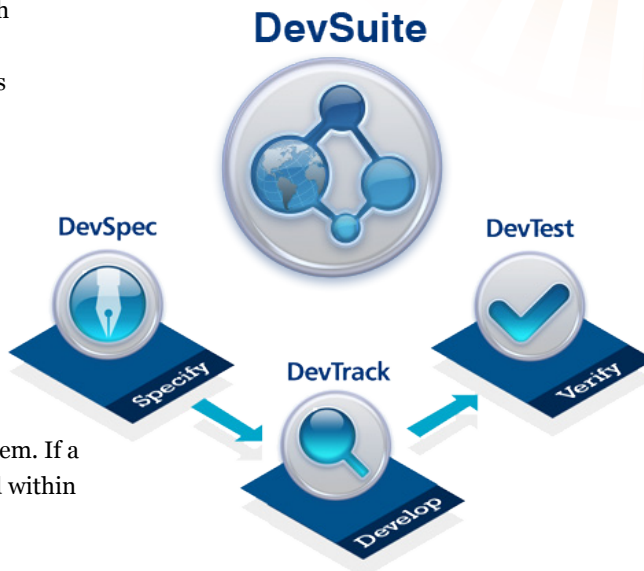 h
s
DevSuite
DevSpec
DevTest
Specify
Verify
DevTrack
Develop
em. If a
l within